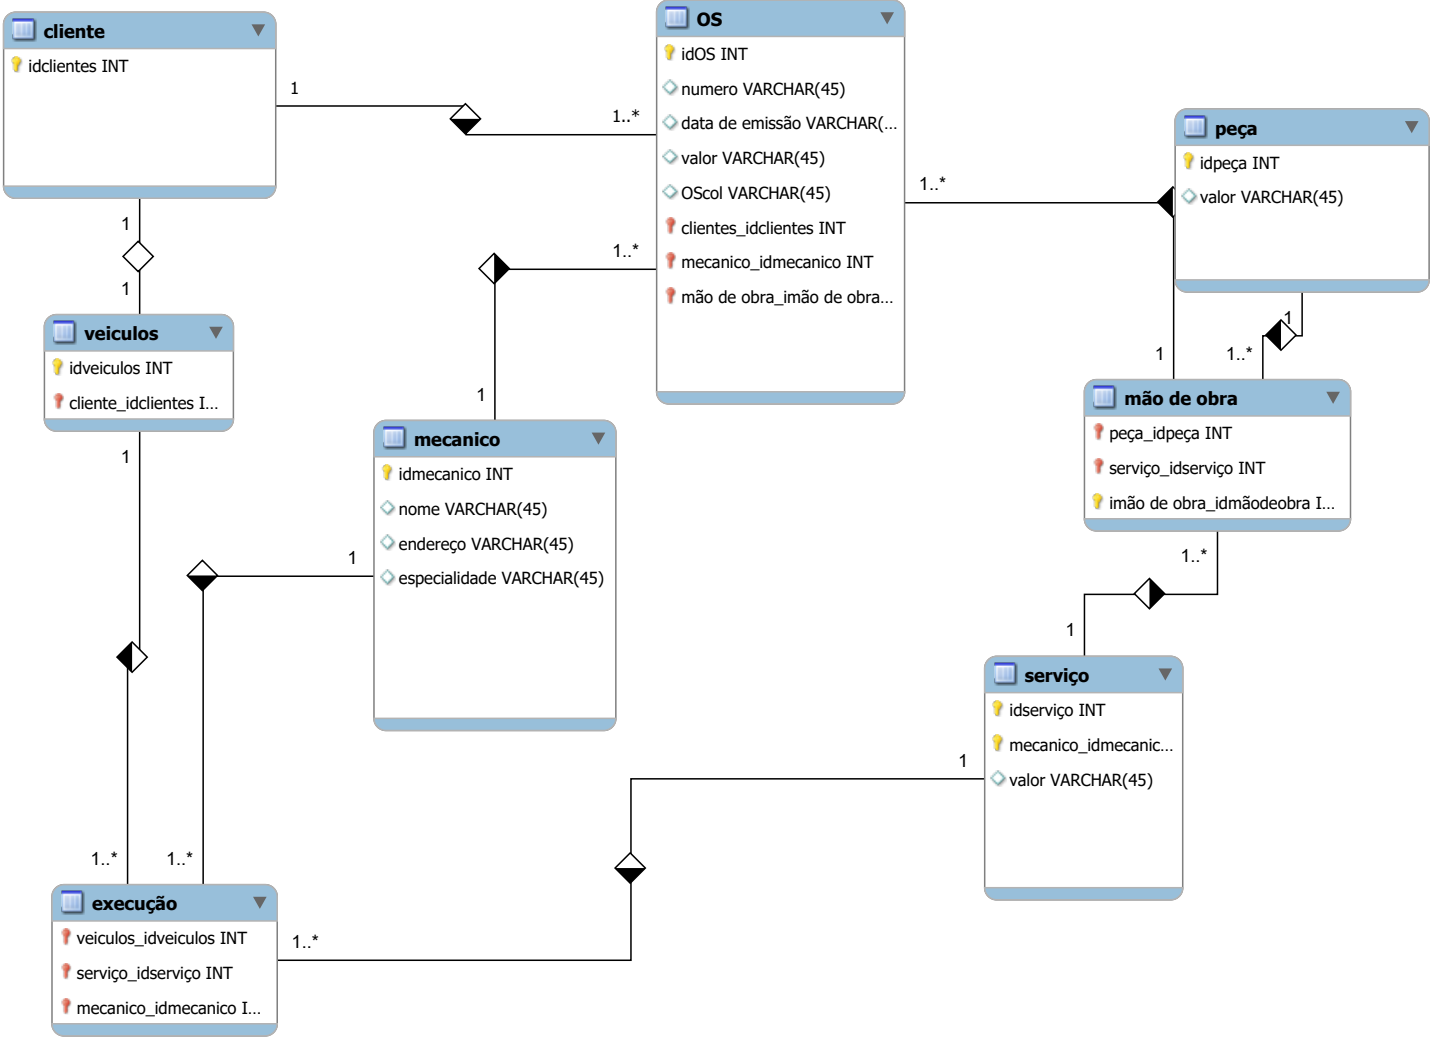 cliente
idclientes INT
1
1..*
OS
idOS INT
numero VARCHAR(45)
data de emissão VARCHAR(...
valor VARCHAR(45)
OScol VARCHAR(45)
clientes_idclientes INT
mecanico_idmecanico INT
mão de obra_imão de obra...
1..*
1
peça
idpeça INT
valor VARCHAR(45)
1
1..*
1
1
veiculos
idveiculos INT
cliente_idclientes I...
1
1..*
1
mecanico
idmecanico INT
nome VARCHAR(45)
endereço VARCHAR(45)
especialidade VARCHAR(45)
1
1..*
mão de obra
peça_idpeça INT
serviço_idserviço INT
imão de obra_idmãodeobra I...
1..*
1
serviço
idserviço INT
mecanico_idmecanic...
valor VARCHAR(45)
1
1..*
1..*
execução
veiculos_idveiculos INT
serviço_idserviço INT
mecanico_idmecanico I...